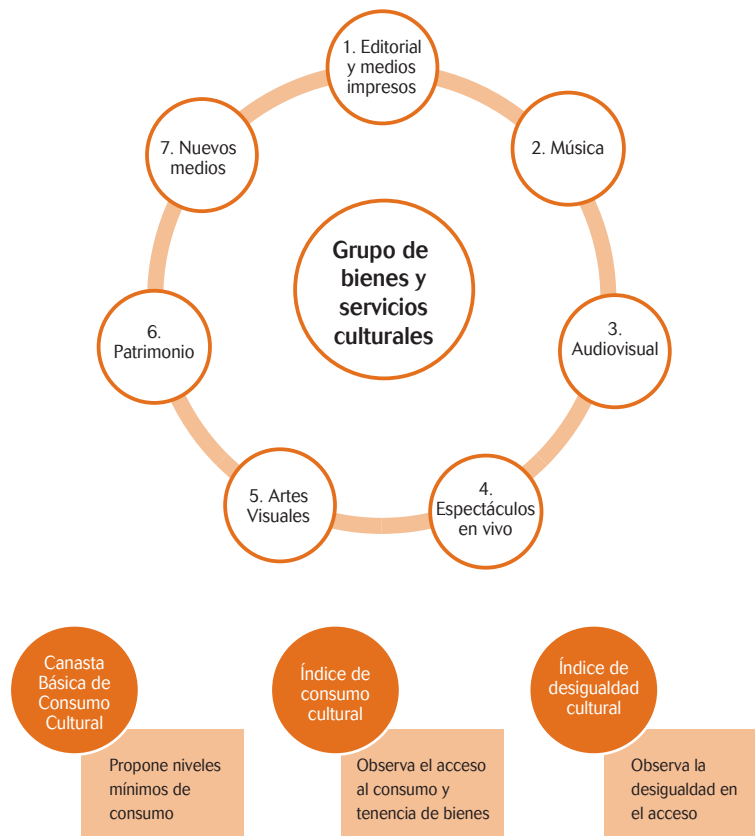 1. Editorial
y medios
impresos
2. Música
3.
Audiovisual
4.
Espectáculos
en vivo
5. Artes
Visuales
6.
Patrimonio
7. Nuevos
medios
Grupo de
bienes y
servicios
culturales
Canasta
Básica de
Consumo
Cultural
Propone niveles
mínimos de
consumo
Índice de
consumo
cultural
Observa el acceso
al consumo y
tenencia de bienes
Índice de
desigualdad
cultural
Observa la
desigualdad en
el acceso